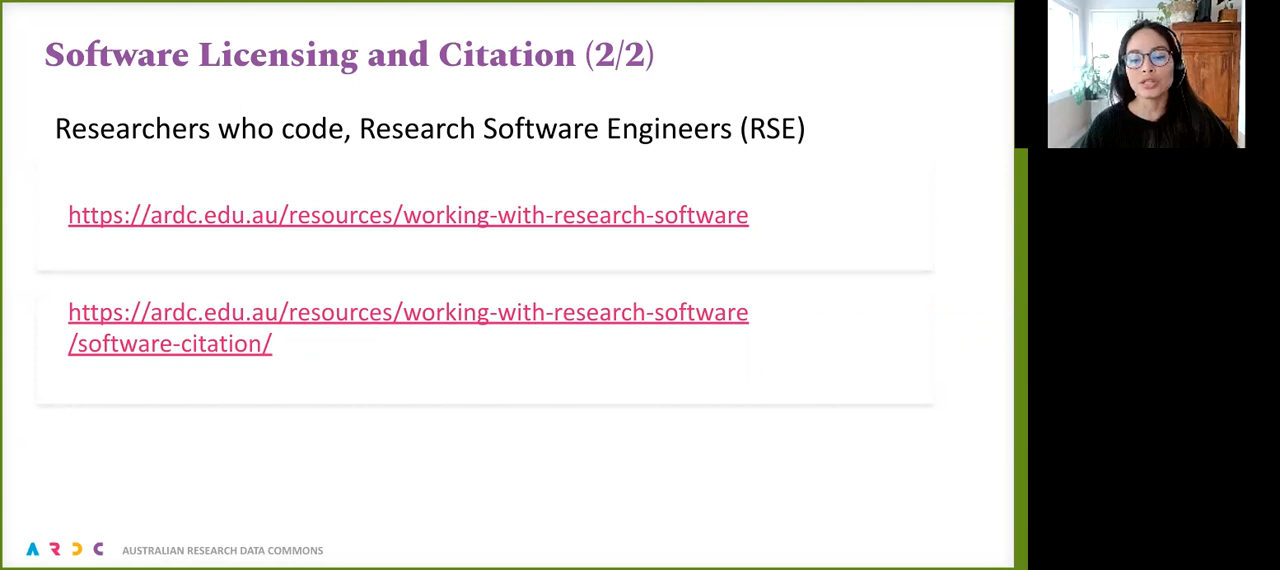 Software Licensing and Citation (2/2)
Researchers who code, Research Software Engineers (RSE)
https://ardc.edu.au/resources/working-with-research-software
https://ardc.edu.au/resources/working-with-research-software
/software-citation/
ARDC AUSTRALIAN RESEARCH DATA COMMONS